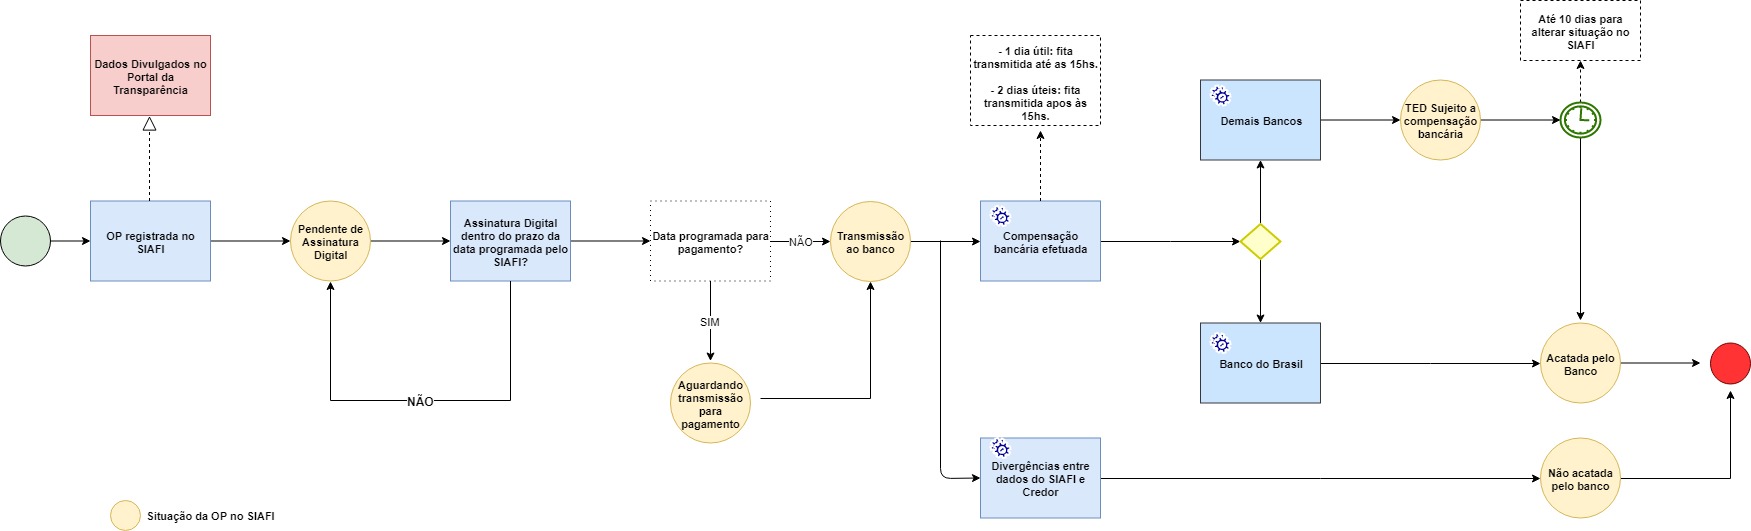 Dados Divulgados no
Portal da
Transparência
OP registrada no
SIAFI
Pendente de
Assinatura
Digital
Assinatura Digital
dentro do prazo da
data programada pelo
SIAFI?
NÃO
Data programada para
pagamento?
NÃO
SIM
Aguardando
transmissão
para
pagamento
Transmissão
ao banco
- 1 dia útil: fita
transmitida até as 15hs.
- 2 dias úteis: fita
transmitida apos às
15hs.
Compensação
bancária efetuada
Demais Bancos
TED Sujeito a
compensação
bancária
Até 10 dias para
alterar situação no
SIAFI
Banco do Brasil
Acatada pelo
Banco
Divergências entre
dados do SIAFI e
Credor
Não acatada
pelo banco
Situação da OP no SIAFI